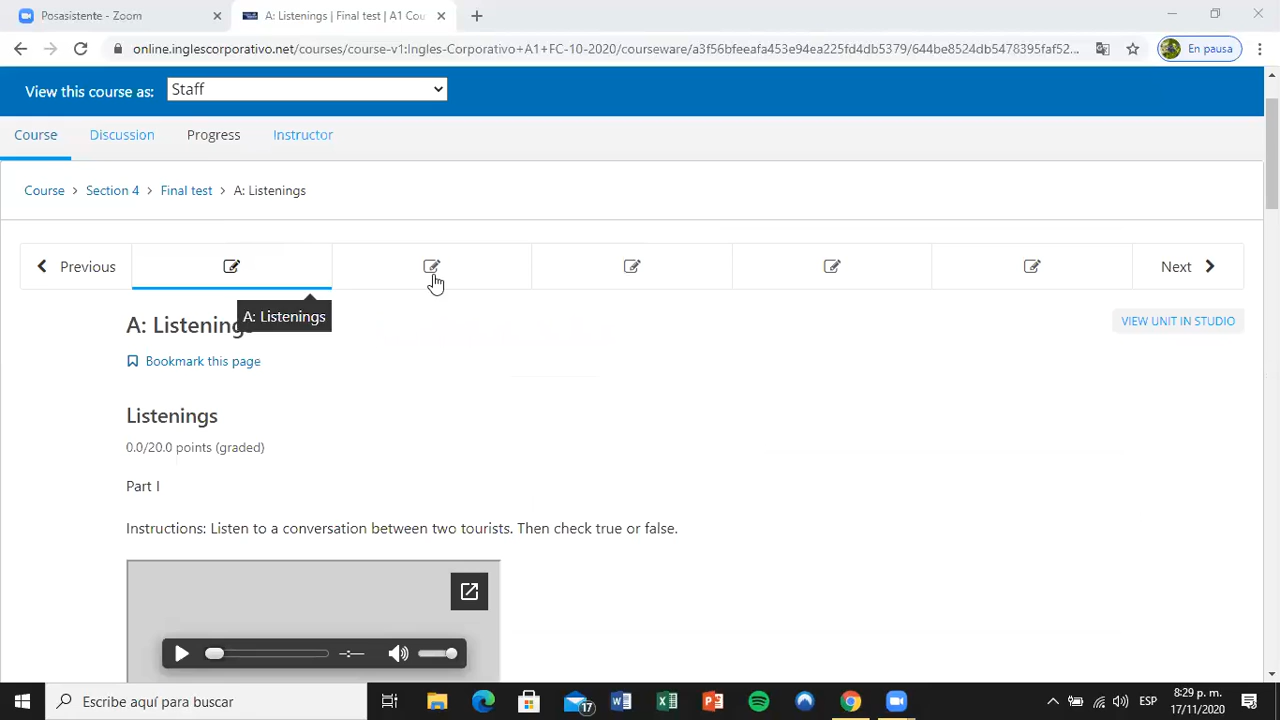 Posasistente - Zoom
A: Listenings | Final test | A1 Cou
online.inglescorporativo.net/courses/course-v1:Ingles-Corporativo+A1+FC-10-2020/courseware/a3f56bfeefa453e94ea225fd4db5379/644be8524db5478395faf52...
En pausa
View this course as: Staff
Course Discussion Progress Instructor
Course > Section 4 > Final test > A: Listenings
Previous Next
A: Listenings
A: Listenings
VIEW UNIT IN STUDIO
Bookmark this page
Listenings
0.0/20.0 points (graded)
Part I
Instructions: Listen to a conversation between two tourists. Then check true or false.
-:--
Escribe aquí para buscar
17
ESP
8:29 p. m.
17/11/2020